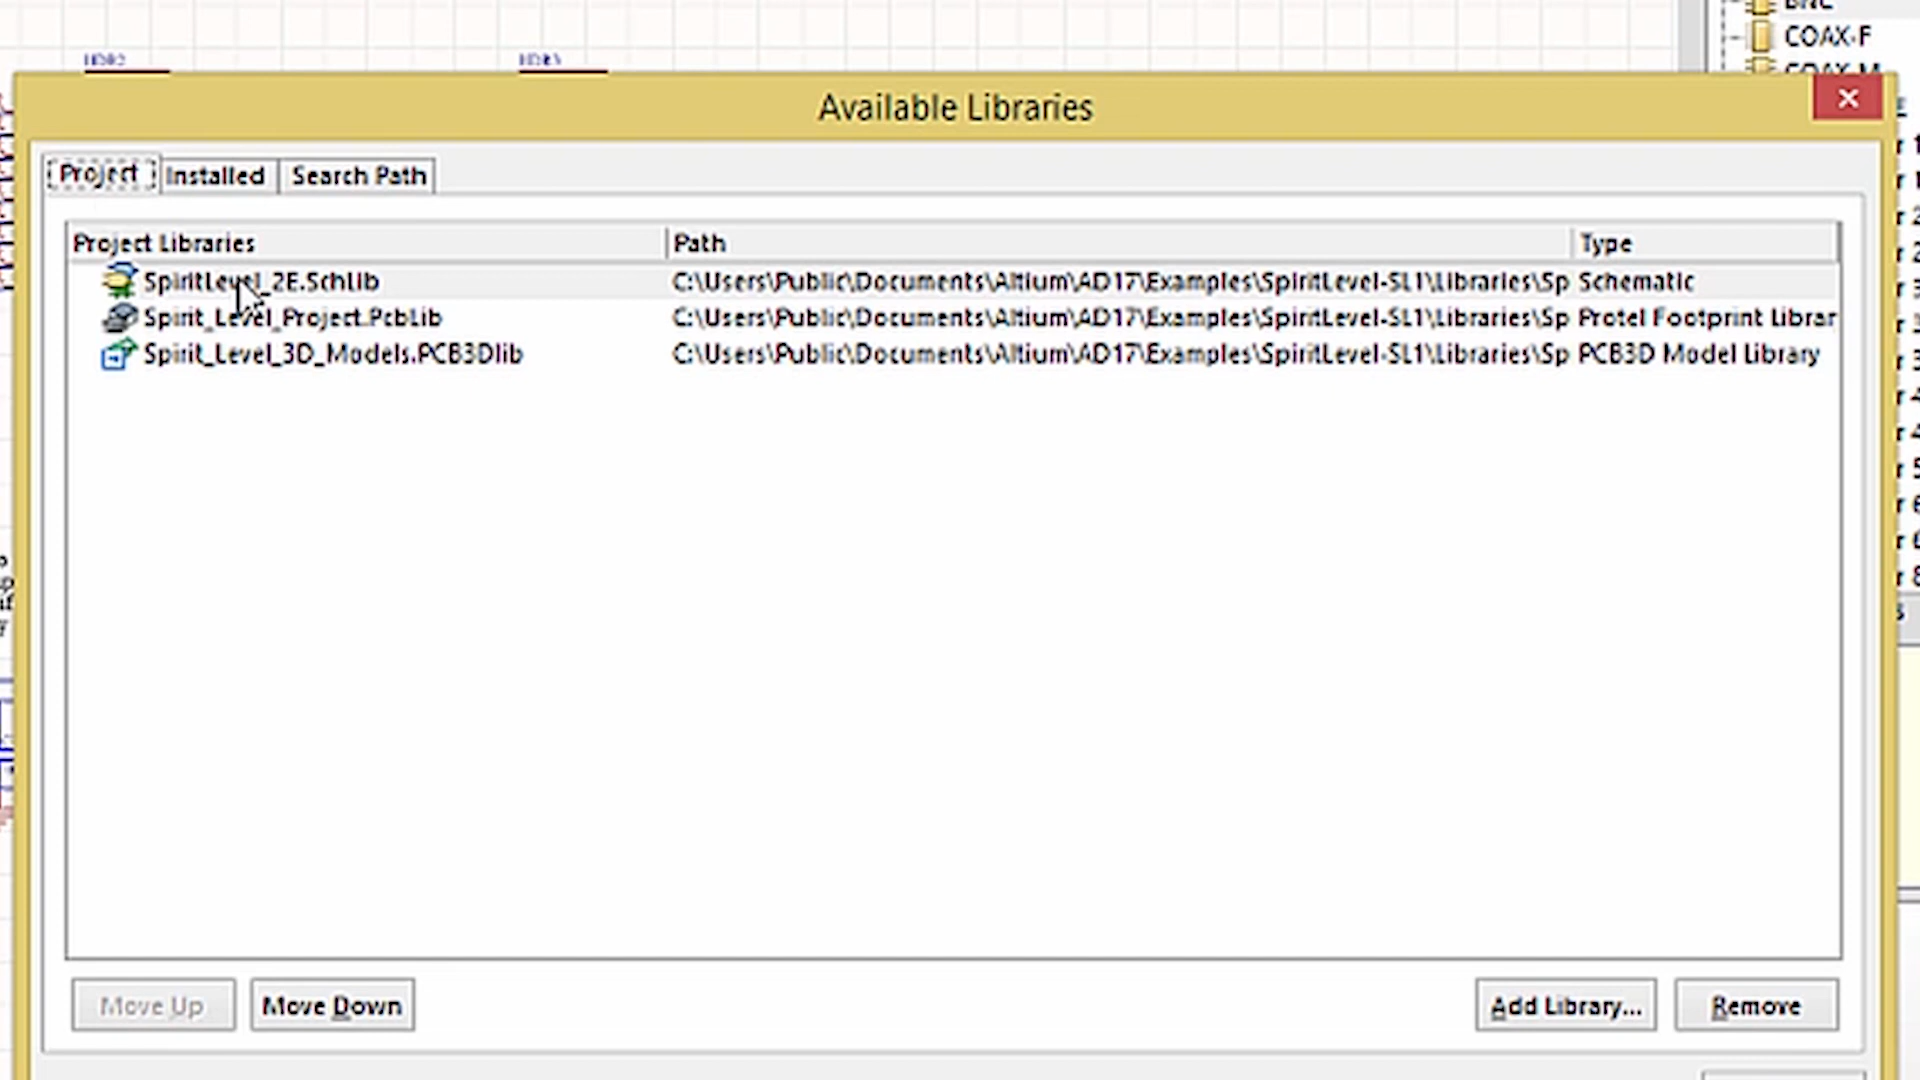 BNC
COAX-F
COAX-M
Available Libraries
Project
Installed
Search Path
Project Libraries
Path
Type
SpiritLevel_2E.SchLib
C:\Users\Public\Documents\Altium\AD17\Examples\SpiritLevel-SL1\Libraries\Sp
Schematic
Spirit_Level_Project.PcbLib
C:\Users\Public\Documents\Altium\AD17\Examples\SpiritLevel-SL1\Libraries\Sp
Protel Footprint Librar
Spirit_Level_3D_Models.PCB3Dlib
C:\Users\Public\Documents\Altium\AD17\Examples\SpiritLevel-SL1\Libraries\Sp
PCB3D Model Library
Move Up
Move Down
Add Library...
Remove